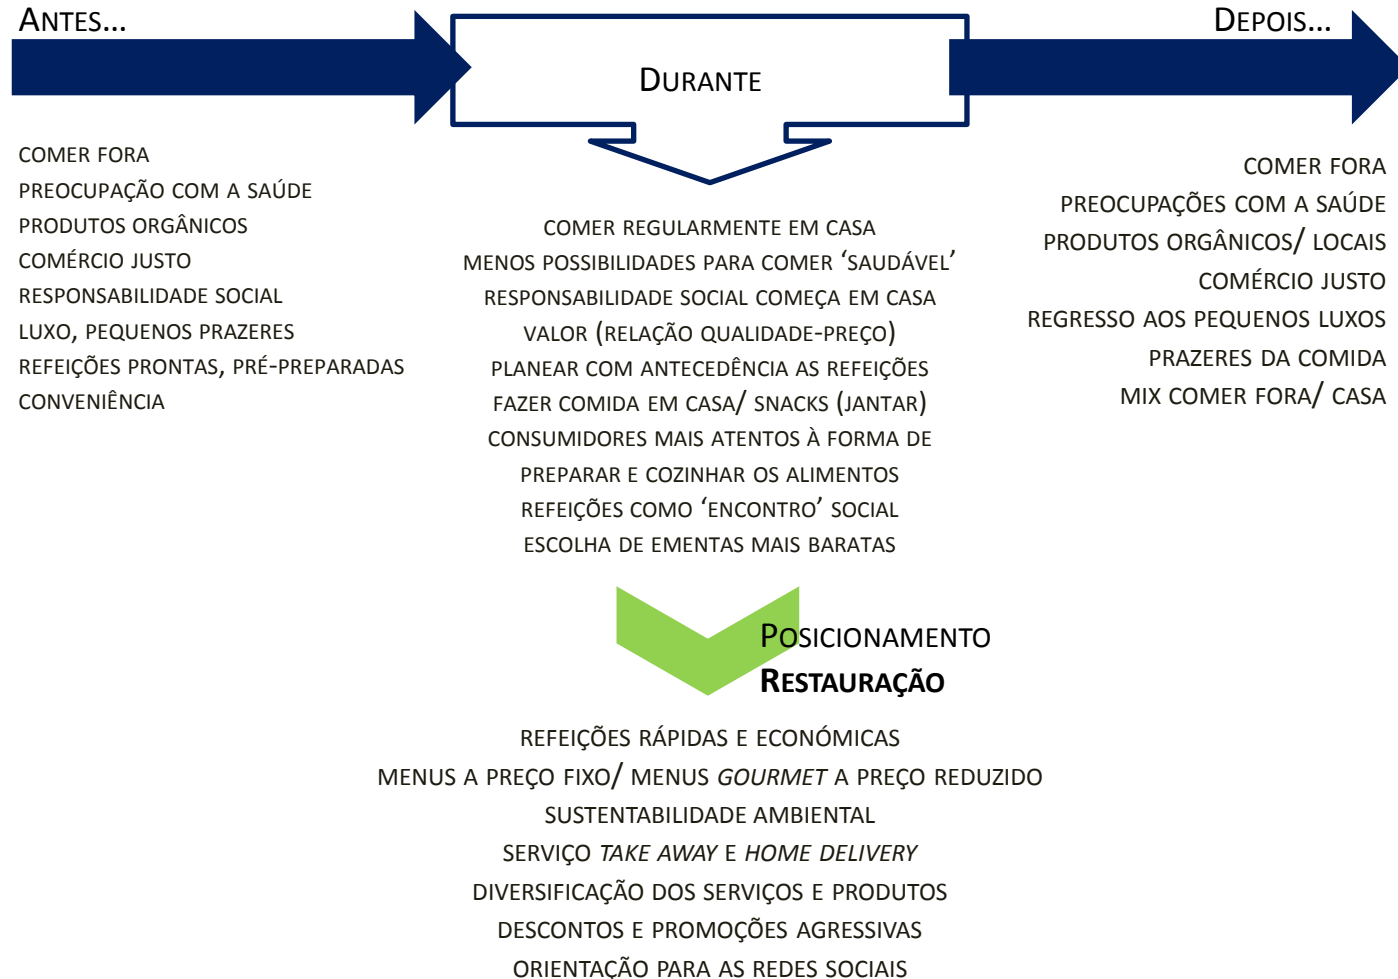 ANTES...
COMER FORA
PREOCUPAÇÃO COM A SAÚDE
PRODUTOS ORGÂNICOS
COMÉRCIO JUSTO
RESPONSABILIDADE SOCIAL
LUXO, PEQUENOS PRAZERES
REFEIÇÕES PRONTAS, PRÉ-PREPARADAS
CONVENIÊNCIA
DURANTE
COMER REGULARMENTE EM CASA
MENOS POSSIBILIDADES PARA COMER ‘SAUDÁVEL’
RESPONSABILIDADE SOCIAL COMEÇA EM CASA
VALOR (RELAÇÃO QUALIDADE-PREÇO)
PLANEAR COM ANTECEDÊNCIA AS REFEIÇÕES
FAZER COMIDA EM CASA/ SNACKS (JANTAR)
CONSUMIDORES MAIS ATENTOS À FORMA DE
PREPARAR E COZINHAR OS ALIMENTOS
REFEIÇÕES COMO ‘ENCONTRO’ SOCIAL
ESCOLHA DE EMENTAS MAIS BARATAS
DEPOIS...
COMER FORA
PREOCUPAÇÕES COM A SAÚDE
PRODUTOS ORGÂNICOS/ LOCAIS
COMÉRCIO JUSTO
REGRESSO AOS PEQUENOS LUXOS
PRAZERES DA COMIDA
MIX COMER FORA/ CASA
POSICIONAMENTO
RESTAURAÇÃO
REFEIÇÕES RÁPIDAS E ECONÓMICAS
MENUS A PREÇO FIXO/ MENUS GOURMET A PREÇO REDUZIDO
SUSTENTABILIDADE AMBIENTAL
SERVIÇO TAKE AWAY E HOME DELIVERY
DIVERSIFICAÇÃO DOS SERVIÇOS E PRODUTOS
DESCONTOS E PROMOÇÕES AGRESSIVAS
ORIENTAÇÃO PARA AS REDES SOCIAIS